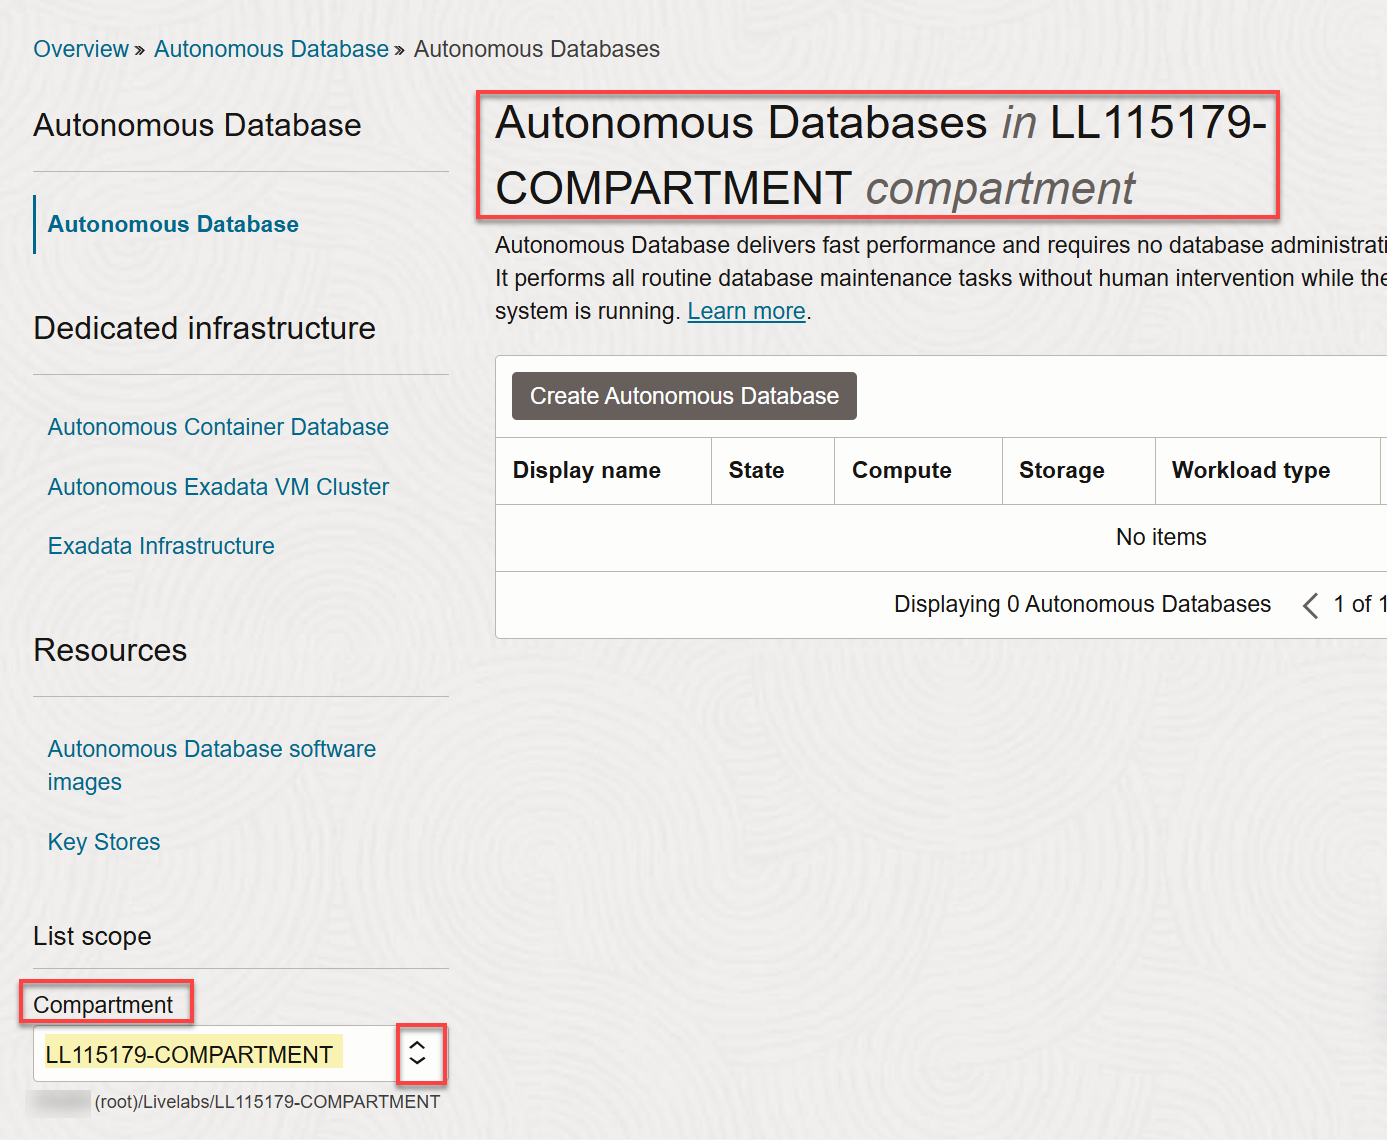 Overview » Autonomous Database » Autonomous Databases
Autonomous Database
Autonomous Database
Dedicated infrastructure
Autonomous Container Database
Autonomous Exadata VM Cluster
Exadata Infrastructure
Resources
Autonomous Database software
images
Key Stores
List scope
Compartment
LL115179-COMPARTMENT
(root)/Livelabs/LL115179-COMPARTMENT
Autonomous Databases in LL115179-
COMPARTMENT compartment
Autonomous Database delivers fast performance and requires no database administrati
It performs all routine database maintenance tasks without human intervention while the
system is running. Learn more.
Create Autonomous Database
Display name State Compute Storage Workload type
No items
Displaying 0 Autonomous Databases 1 of 1